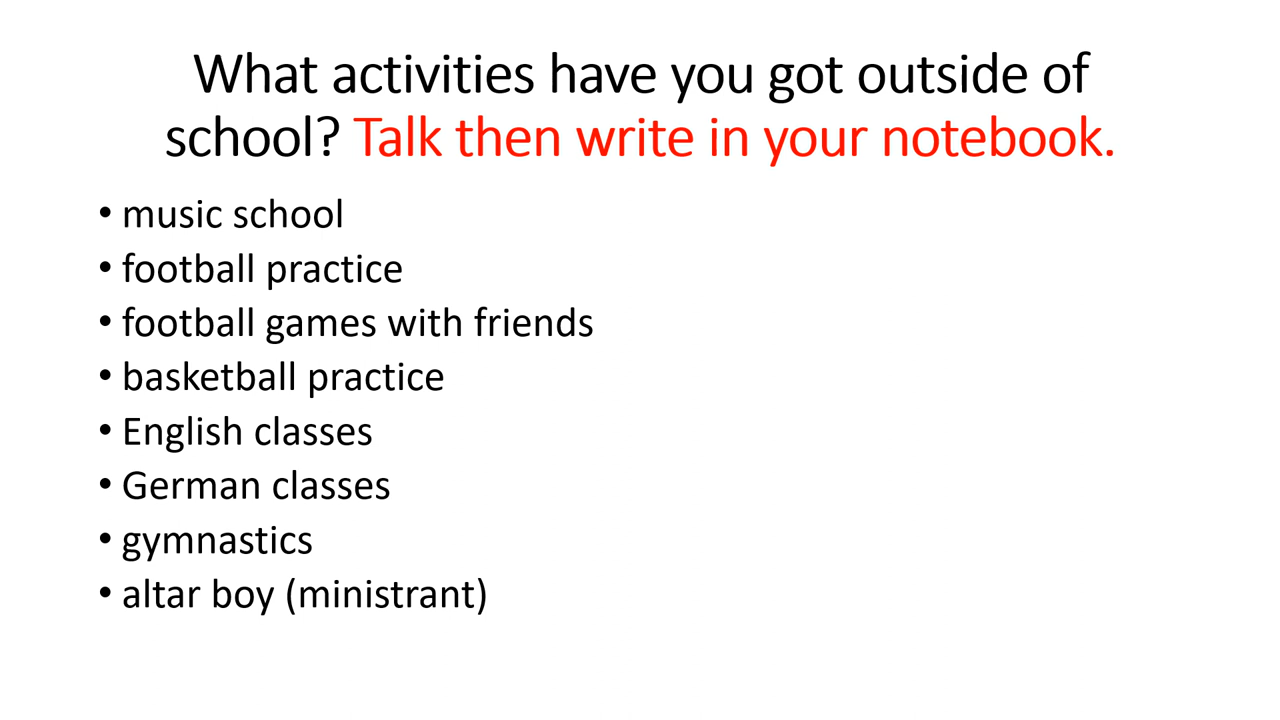 What activities have you got outside of
school? Talk then write in your notebook.
• music school
• football practice
• football games with friends
• basketball practice
• English classes
• German classes
• gymnastics
• altar boy (ministrant)